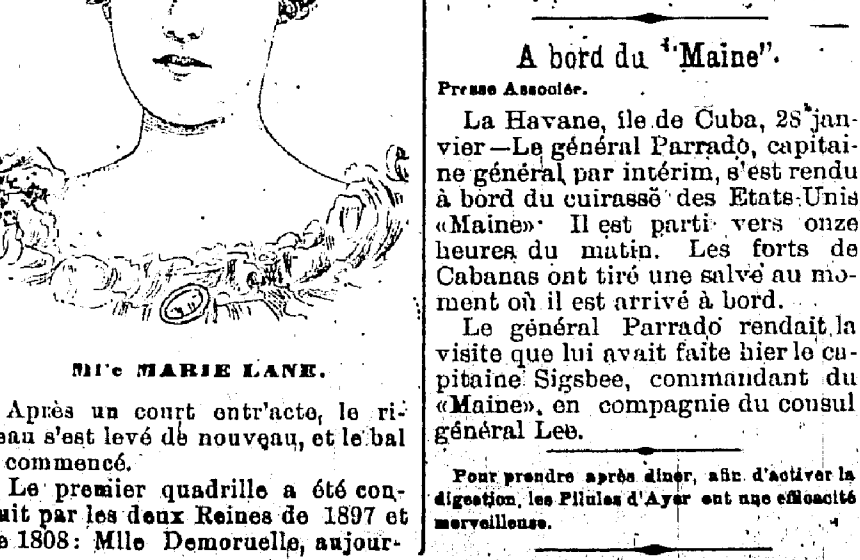 Mlle MARIE LANE.
Après un court entr'acte, le ri-
eau s'est levé de nouveau, et le bal
commencé.
Le premier quadrille a été con-
uit par les deux Reines de 1897 et
e 1808: Mlle Demoruelle, aujour-
A bord du "Maine".
Presse Associée.
La Havane, île de Cuba, 28 jan-
vier—Le général Parrado, capitai-
ne général par intérim, s'est rendu
à bord du cuirassé des Etats-Unis
«Maine». Il est parti vers onze
heures du matin. Les forts de
Cabanas ont tiré une salve au mo-
ment où il est arrivé à bord.
Le général Parrado rendait la
visite que lui avait faite hier le ca-
pitaine Sigsbee, commandant du
«Maine», en compagnie du consul
général Lee.
Pour prendre après diner, afin d'activer la
digestion, les Pilules d'Ayer ont une efficacité
merveilleuse.